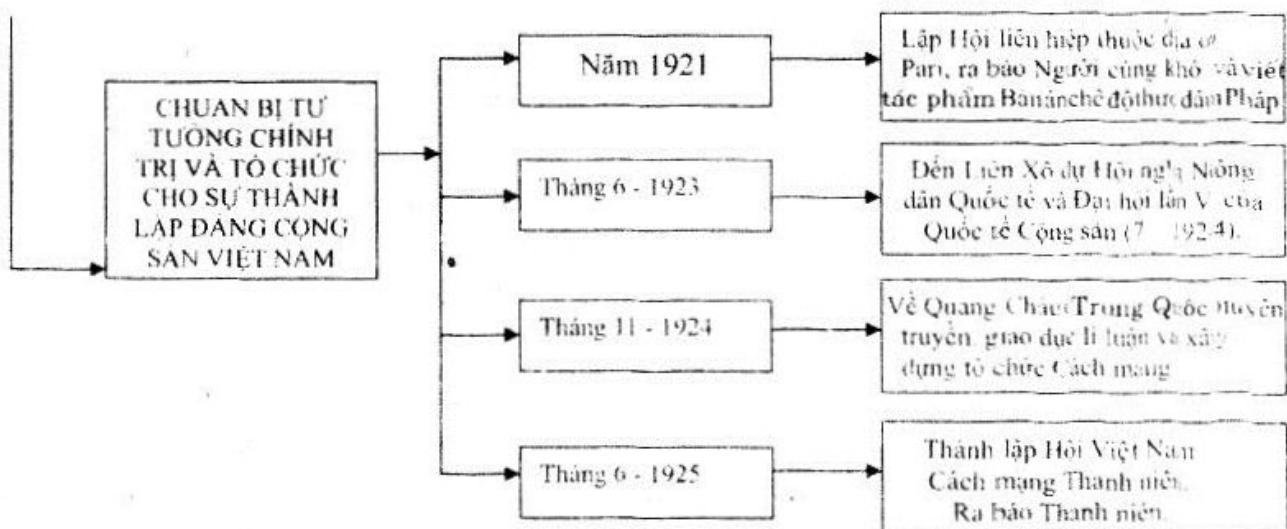 CHUẨN BỊ TƯ
TƯỞNG CHÍNH
TRỊ VÀ TỔ CHỨC
CHO SỰ THÀNH
LẬP ĐẢNG CỘNG
SẢN VIỆT NAM
Năm 1921
Lập Hội liên hiệp thuộc địa ở
Pari, ra báo Người cùng khổ và viết
tác phẩm Bản án chế độ thực dân Pháp
Tháng 6 - 1923
Đến Liên Xô dự Hội nghị Nông
dân Quốc tế và Đại hội lần V của
Quốc tế Cộng sản (7 - 1924).
Tháng 11 - 1924
Về Quảng Châu (Trung Quốc tuyên
truyền, giáo dục lí luận và xây
dựng tổ chức Cách mạng
Tháng 6 - 1925
Thành lập Hội Việt Nam
Cách mạng Thanh niên.
Ra báo Thanh niên.